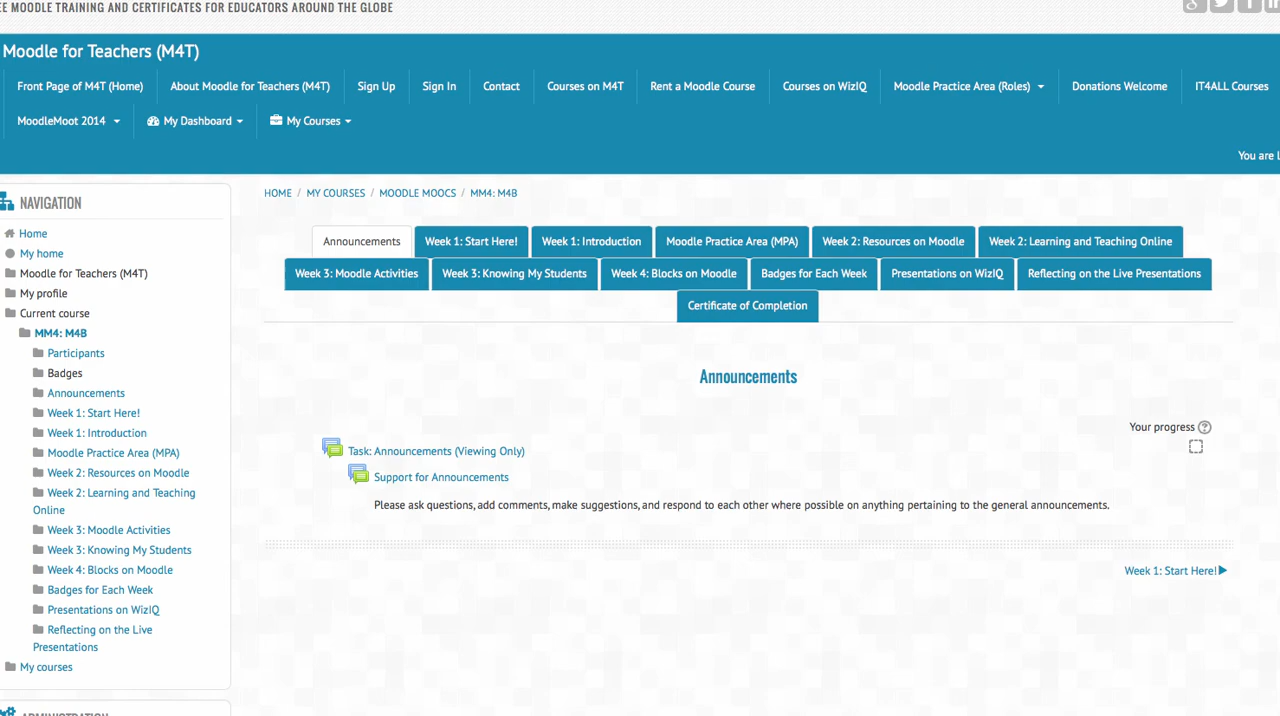 EE MOODLE TRAINING AND CERTIFICATES FOR EDUCATORS AROUND THE GLOBE
Moodle for Teachers (M4T)
Front Page of M4T (Home) About Moodle for Teachers (M4T) Sign Up Sign In Contact Courses on M4T Rent a Moodle Course Courses on WizIQ Moodle Practice Area (Roles) Donations Welcome IT4ALL Courses
MoodleMoot 2014 My Dashboard My Courses
You are l
NAVIGATION
Home
My home
Moodle for Teachers (M4T)
My profile
Current course
MM4: M4B
Participants
Badges
Announcements
Week 1: Start Here!
Week 1: Introduction
Moodle Practice Area (MPA)
Week 2: Resources on Moodle
Week 2: Learning and Teaching
Online
Week 3: Moodle Activities
Week 3: Knowing My Students
Week 4: Blocks on Moodle
Badges for Each Week
Presentations on WizIQ
Reflecting on the Live
Presentations
My courses
ADMINISTRATION
HOME / MY COURSES / MOODLE MOOCS / MM4: M4B
Announcements Week 1: Start Here! Week 1: Introduction Moodle Practice Area (MPA) Week 2: Resources on Moodle Week 2: Learning and Teaching Online
Week 3: Moodle Activities Week 3: Knowing My Students Week 4: Blocks on Moodle Badges for Each Week Presentations on WizIQ Reflecting on the Live Presentations
Certificate of Completion
Announcements
Your progress
Task: Announcements (Viewing Only)
Support for Announcements
Please ask questions, add comments, make suggestions, and respond to each other where possible on anything pertaining to the general announcements.
Week 1: Start Here!